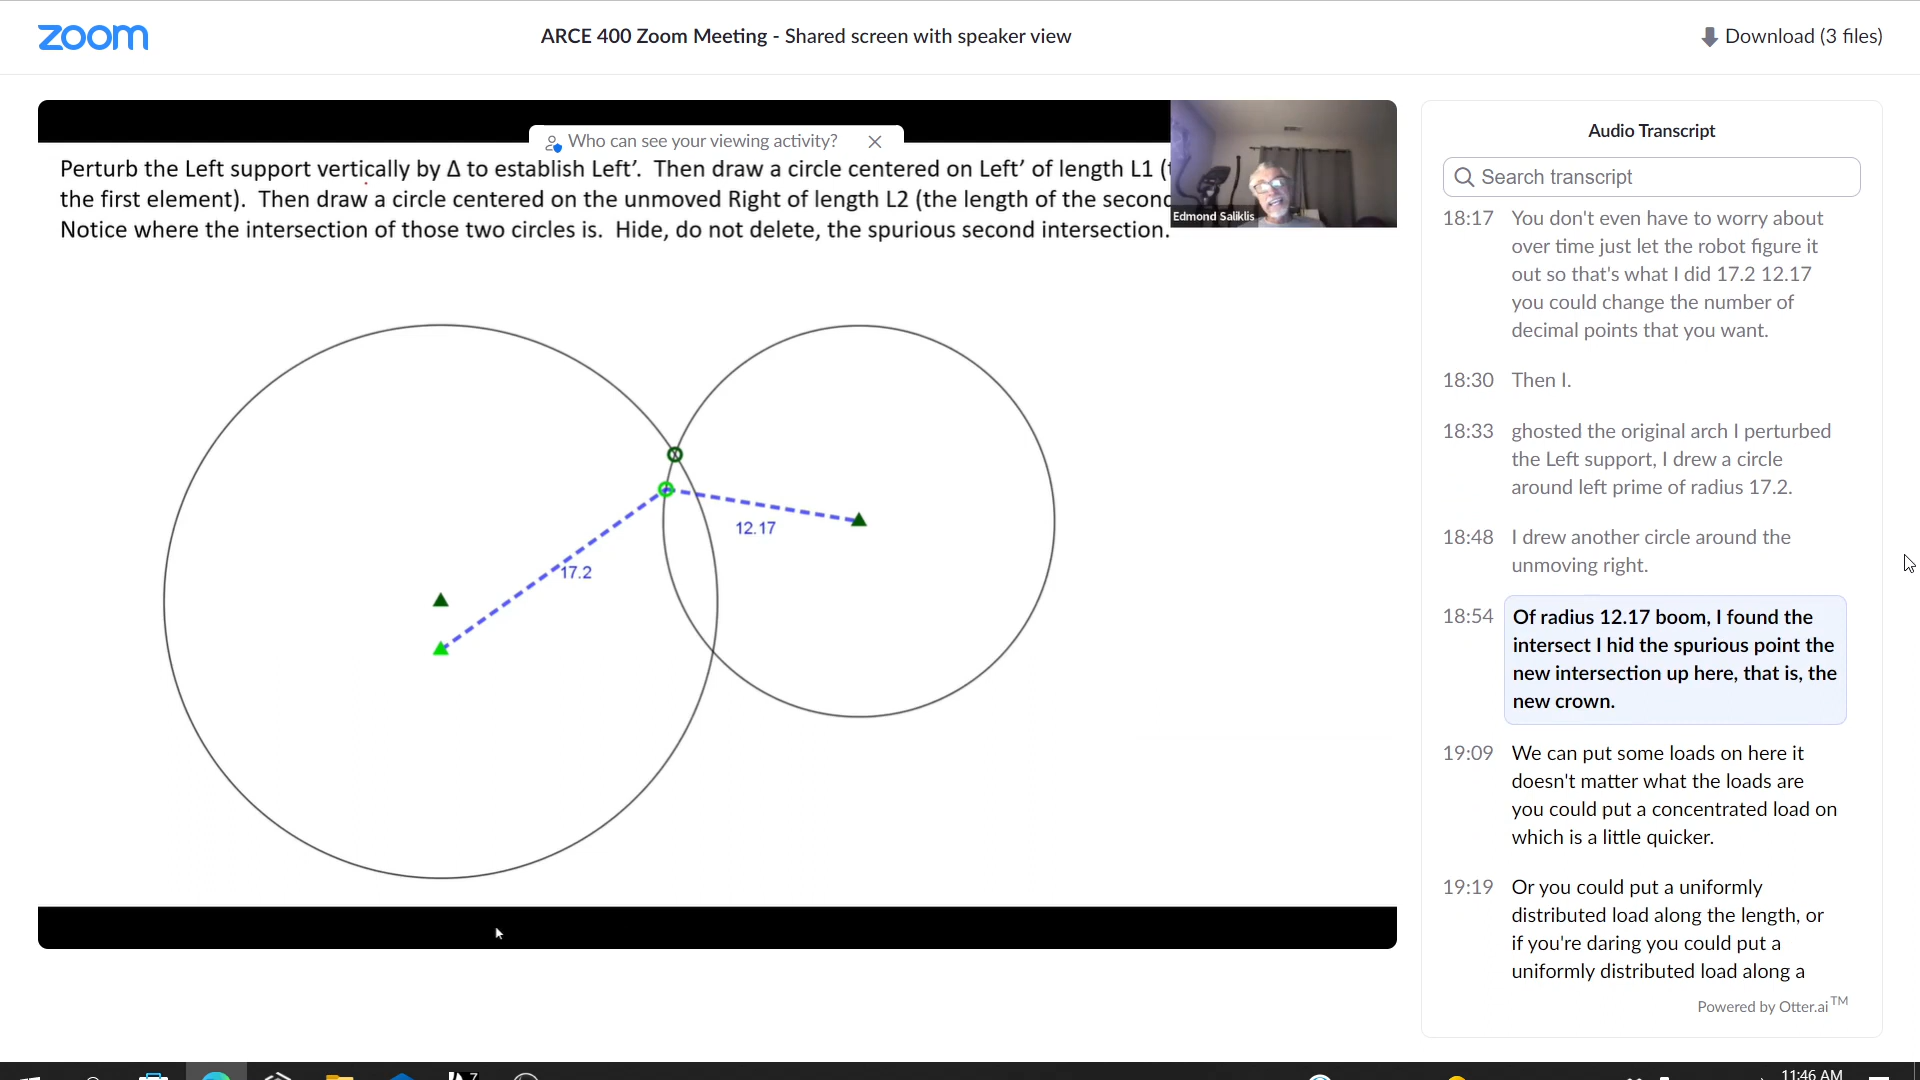 zoom
ARCE 400 Zoom Meeting - Shared screen with speaker view
Download (3 files)
Who can see your viewing activity?
Perturb the Left support vertically by Δ to establish Left’. Then draw a circle centered on Left’ of length L1 (
the first element). Then draw a circle centered on the unmoved Right of length L2 (the length of the second
Notice where the intersection of those two circles is. Hide, do not delete, the spurious second intersection.
Edmond Saliklis
12.17
17.2
Audio Transcript
Search transcript
18:17 You don't even have to worry about
over time just let the robot figure it
out so that's what I did 17.2 12.17
you could change the number of
decimal points that you want.
18:30 Then I.
18:33 ghosted the original arch I perturbed
the Left support, I drew a circle
around left prime of radius 17.2.
18:48 I drew another circle around the
unmoving right.
18:54 Of radius 12.17 boom, I found the
intersect I hid the spurious point the
new intersection up here, that is, the
new crown.
19:09 We can put some loads on here it
doesn't matter what the loads are
you could put a concentrated load on
which is a little quicker.
19:19 Or you could put a uniformly
distributed load along the length, or
if you're daring you could put a
uniformly distributed load along a
Powered by Otter.ai™
11:46 AM